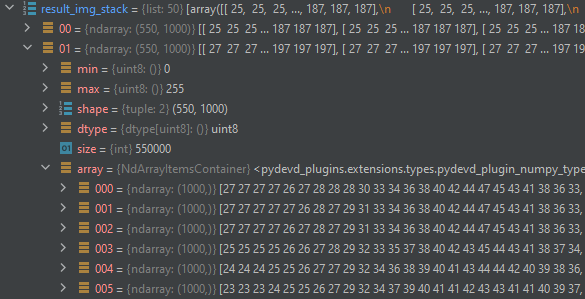 result_img_stack = {list: 50} [array([[ 25,  25,  25, ..., 187, 187, 187],\n       [ 25,  25,  25, ..., 187, 187, 187],\n
00 = {ndarray: (550, 1000)} [[ 25  25  25 ... 187 187 187], [ 25  25  25 ... 187 187 187], [ 25  25  25 ... 187 18
01 = {ndarray: (550, 1000)} [[ 27  27  27 ... 197 197 197], [ 27  27  27 ... 197 197 197], [ 27  27  27 ... 197 19
min = {uint8: ()} 0
max = {uint8: ()} 255
shape = {tuple: 2} (550, 1000)
dtype = {dtype[uint8]: ()} uint8
01 size = {int} 550000
array = {NdArrayItemsContainer} <pydevd_plugins.extensions.types.pydevd_plugin_numpy_type
000 = {ndarray: (1000,)} [27 27 27 27 26 27 28 28 28 30 33 34 36 38 40 42 44 47 45 43 41 38 36 33,
001 = {ndarray: (1000,)} [27 27 27 27 26 27 28 27 29 31 33 34 36 38 40 42 44 47 45 43 41 38 36 33,
002 = {ndarray: (1000,)} [27 27 27 27 26 27 28 27 29 31 33 34 36 38 40 42 44 47 45 43 41 38 36 33,
003 = {ndarray: (1000,)} [25 25 25 25 26 26 27 28 29 32 33 35 37 38 40 42 43 45 44 43 41 38 37 34,
004 = {ndarray: (1000,)} [24 24 24 25 25 26 27 27 29 32 34 36 38 39 40 41 43 44 44 42 40 39 38 36,
005 = {ndarray: (1000,)} [23 23 23 23 24 25 26 27 29 32 34 37 39 40 41 41 42 43 43 41 41 40 39 37,